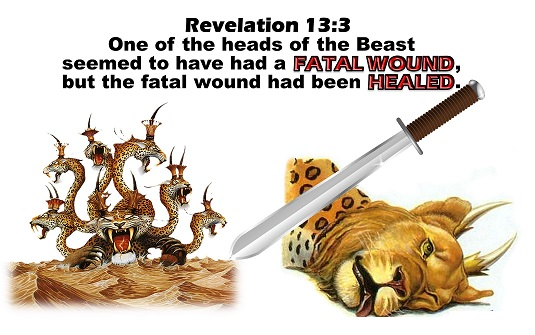 Revelation 13:3
One of the heads of the Beast
seemed to have had a FATAL WOUND,
but the fatal wound had been HEALED.